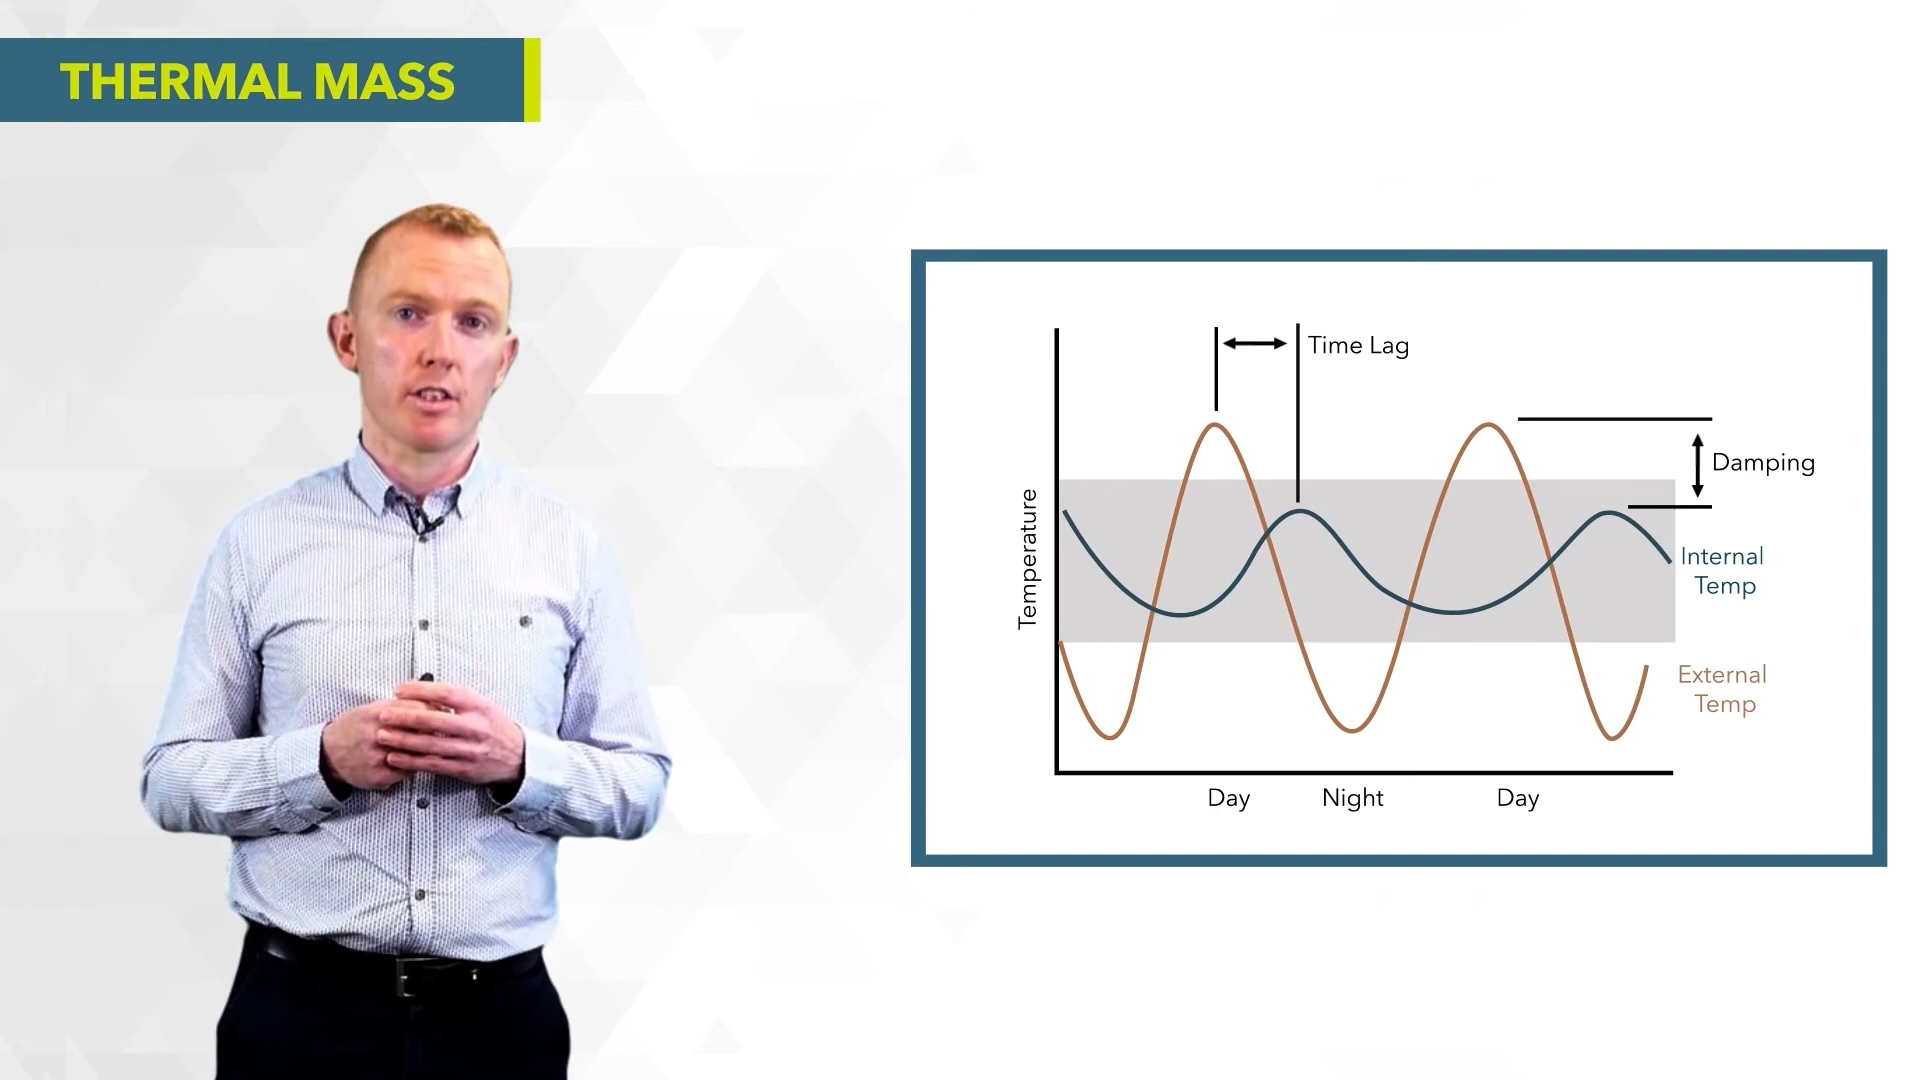 THERMAL MASS
Time Lag
Damping
Temperature
Internal
Temp
External
Temp
Day
Night
Day